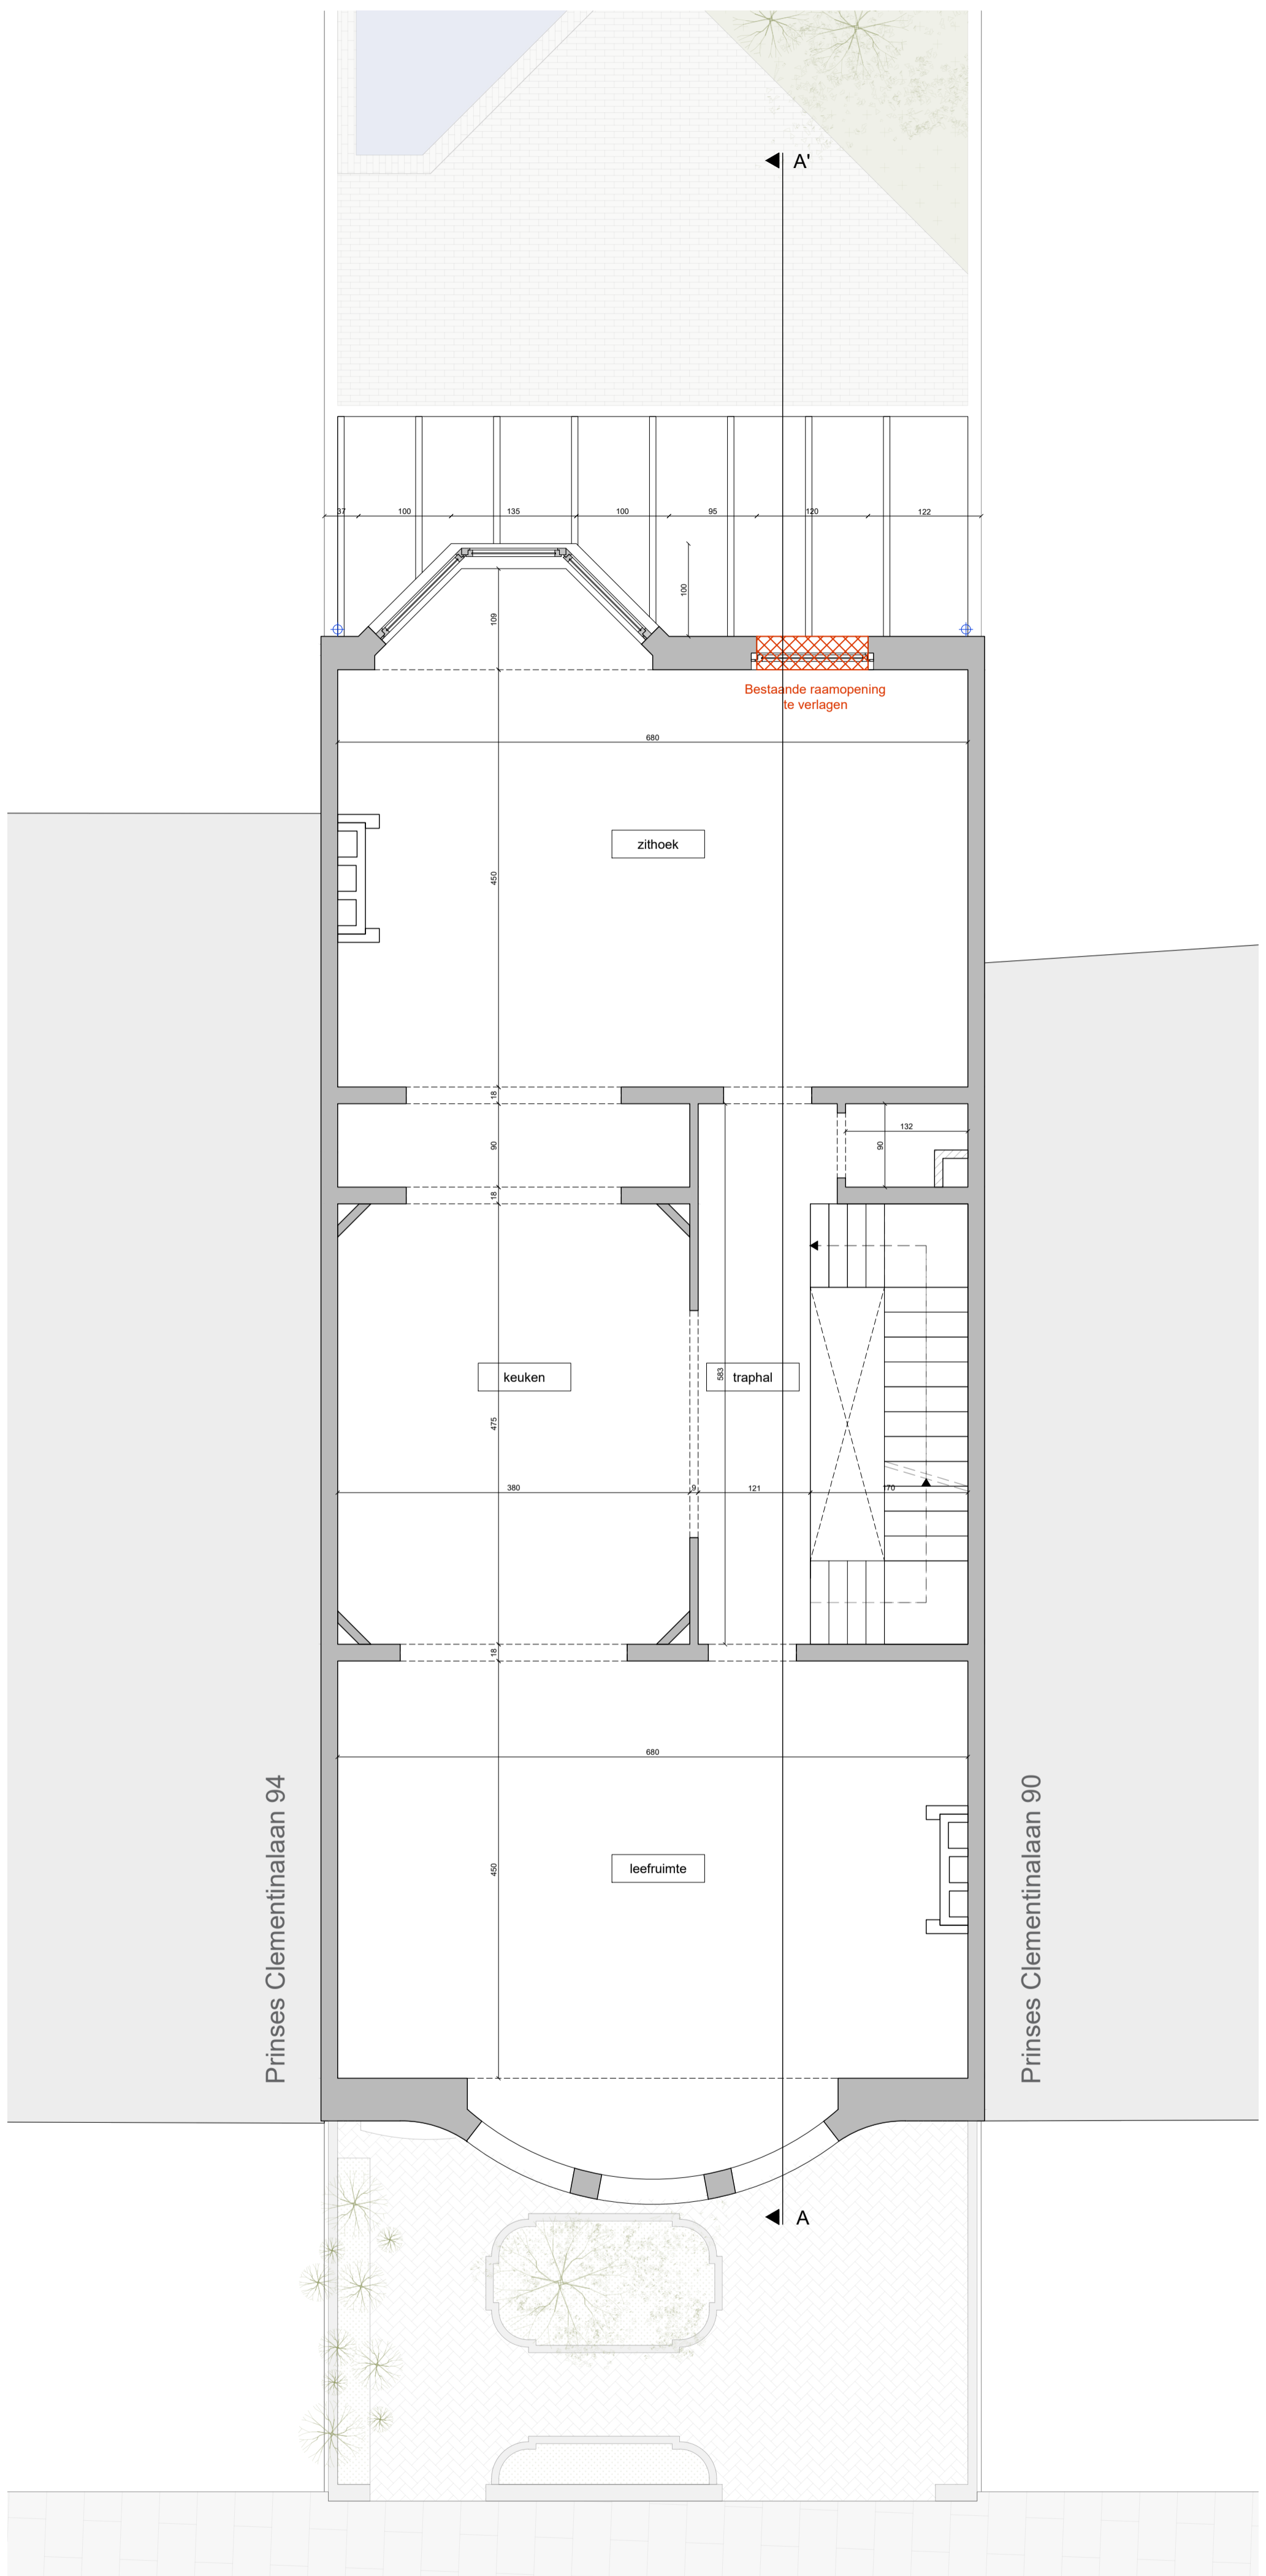 A'
37 100 135 100 95 120 122
100
109
Bestaande raamopening
te verlagen
680
zithoek
450
18
132
90
90
18
keuken
traphal
583
475
380 9 121 170
18
680
Prinses Clementinalaan 94
Prinses Clementinalaan 90
leefruimte
450
A